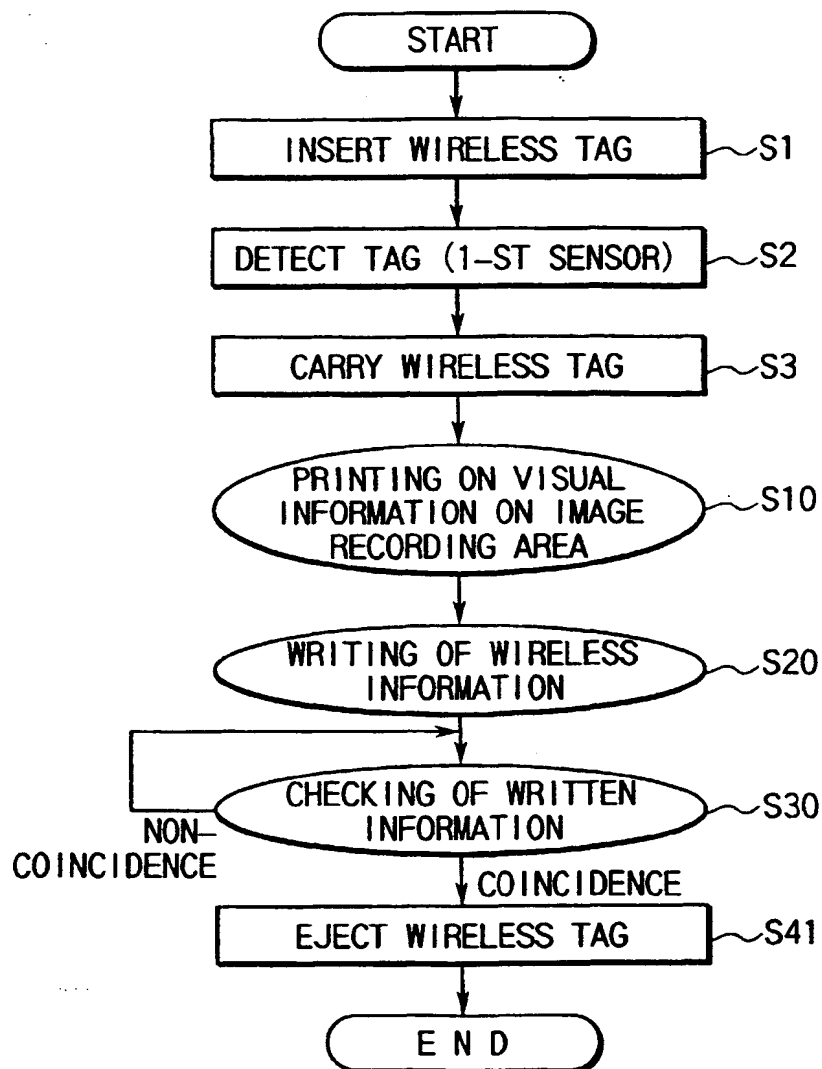 START
INSERT WIRELESS TAG
S1
DETECT TAG (1-ST SENSOR)
S2
CARRY WIRELESS TAG
S3
PRINTING ON VISUAL
INFORMATION ON IMAGE
RECORDING AREA
S10
WRITING OF WIRELESS
INFORMATION
S20
CHECKING OF WRITTEN
INFORMATION
S30
NON-
COINCIDENCE
COINCIDENCE
EJECT WIRELESS TAG
S41
END